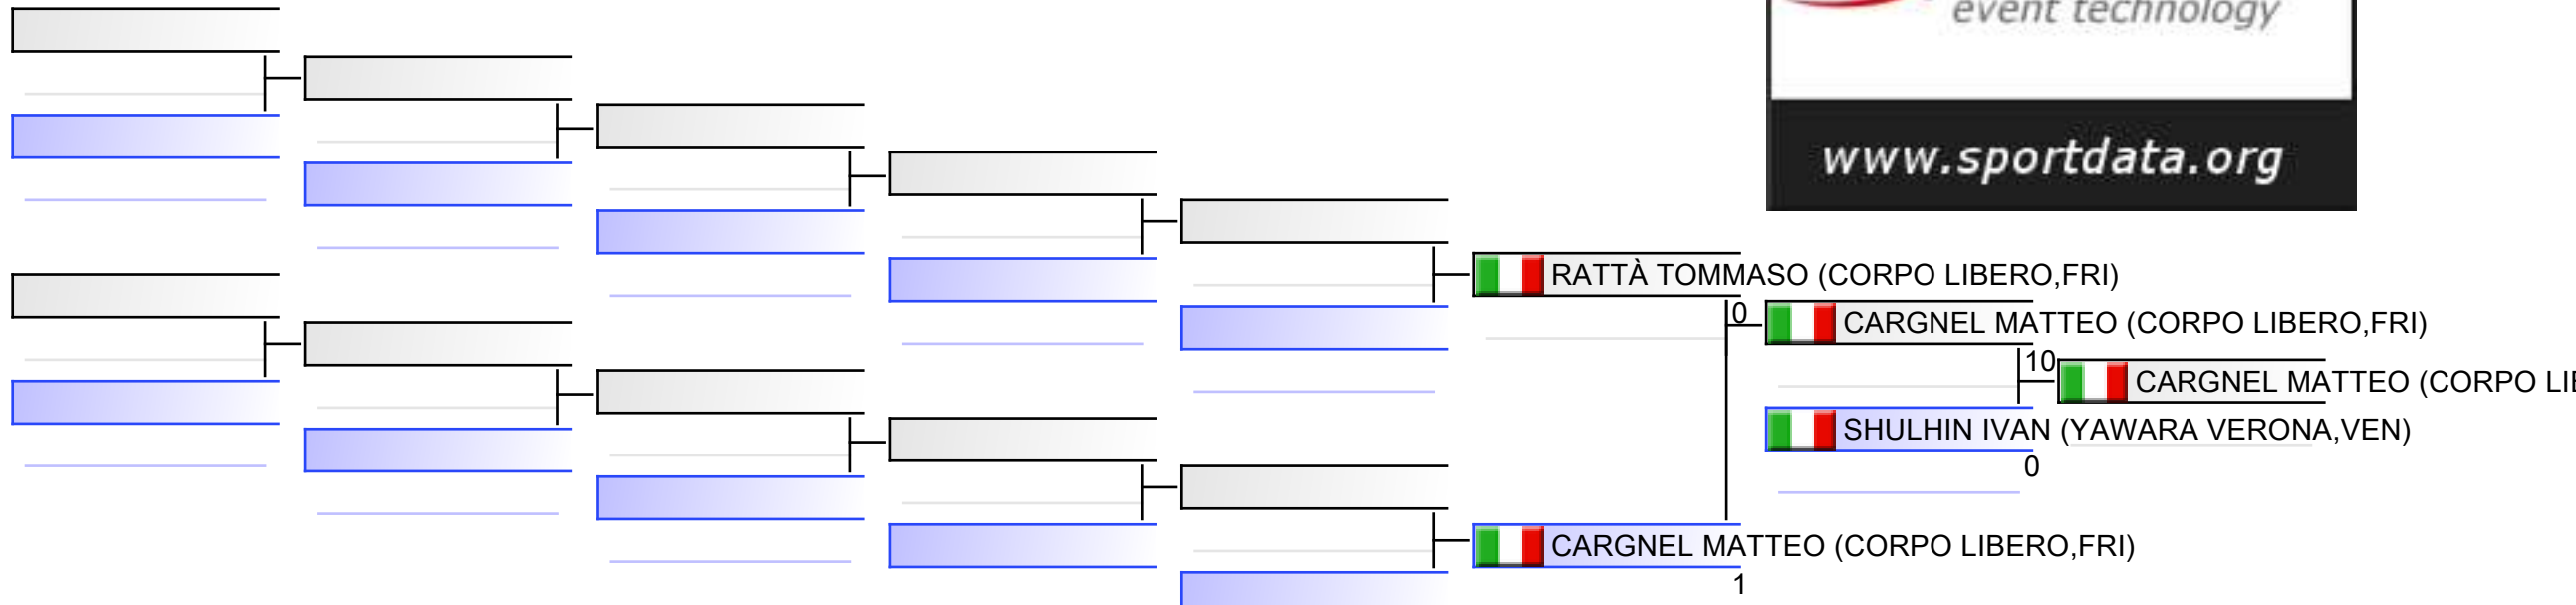 event technology
www.sportdata.org
RATTÀ TOMMASO (CORPO LIBERO,FRI)
0
CARGNEL MATTEO (CORPO LIBERO,FRI)
10
CARGNEL MATTEO (CORPO LI
SHULHIN IVAN (YAWARA VERONA,VEN)
0
CARGNEL MATTEO (CORPO LIBERO,FRI)
1